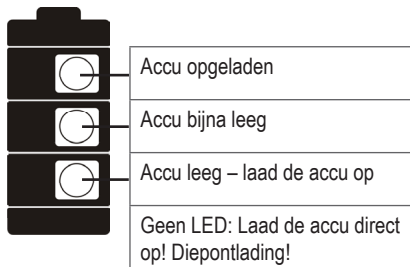 Accu opgeladen
Accu bijna leeg
Accu leeg – laad de accu op
Geen LED: Laad de accu direct
op! Diepontlading!